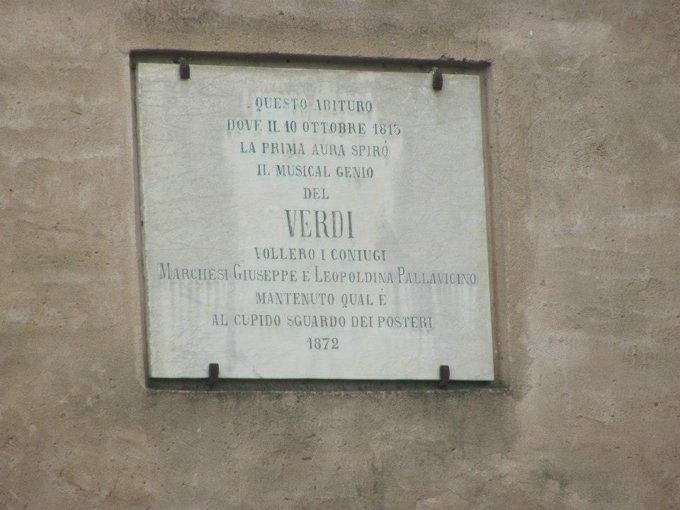 QUESTO ABITURO
DOVE IL 10 OTTOBRE 1813
LA PRIMA AURA SPIRÓ
IL MUSICAL GENIO
DEL
VERDI
VOLLERO I CONIUGI
MARCHESI GIUSEPPE E LEOPOLDINA PALLAVICINO
MANTENUTO QUAL È
AL CUPIDO SGUARDO DEI POSTERI
1872